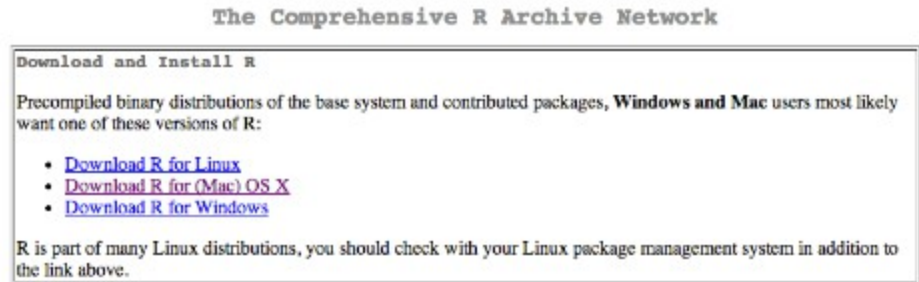 The Comprehensive R Archive Network
Download and Install R
Precompiled binary distributions of the base system and contributed packages, Windows and Mac users most likely
want one of these versions of R:
• Download R for Linux
• Download R for (Mac) OS X
• Download R for Windows
R is part of many Linux distributions, you should check with your Linux package management system in addition to
the link above.